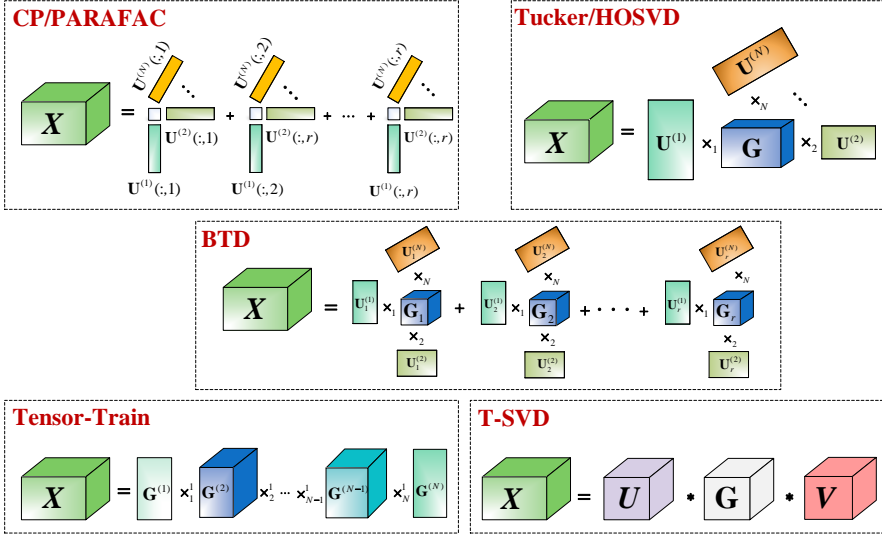 CP/PARAFAC
X = U^(N)(:,1) ⋱ U^(2)(:,1) U^(1)(:,1) + U^(N)(:,2) ⋱ U^(2)(:,r) U^(1)(:,2) + ··· + U^(N)(:,r) ⋱ U^(2)(:,r) U^(1)(:,r)
Tucker/HOSVD
U^(N)
×_N ⋱
X = U^(1) ×_1 G ×_2 U^(2)
BTD
U_1^(N) U_2^(N) U_r^(N)
×_N ×_N ×_N
X = U_1^(1) ×_1 G_1 + U_2^(1) ×_1 G_2 + · · · · + U_r^(1) ×_1 G_r
×_2 ×_2 ×_2
U_1^(2) U_2^(2) U_r^(2)
Tensor-Train
X = G^(1) ×_1^1 G^(2) ×_2^1 ··· ×_{N-1}^1 G^(N-1) ×_N^1 G^(N)
T-SVD
X = U * G * V